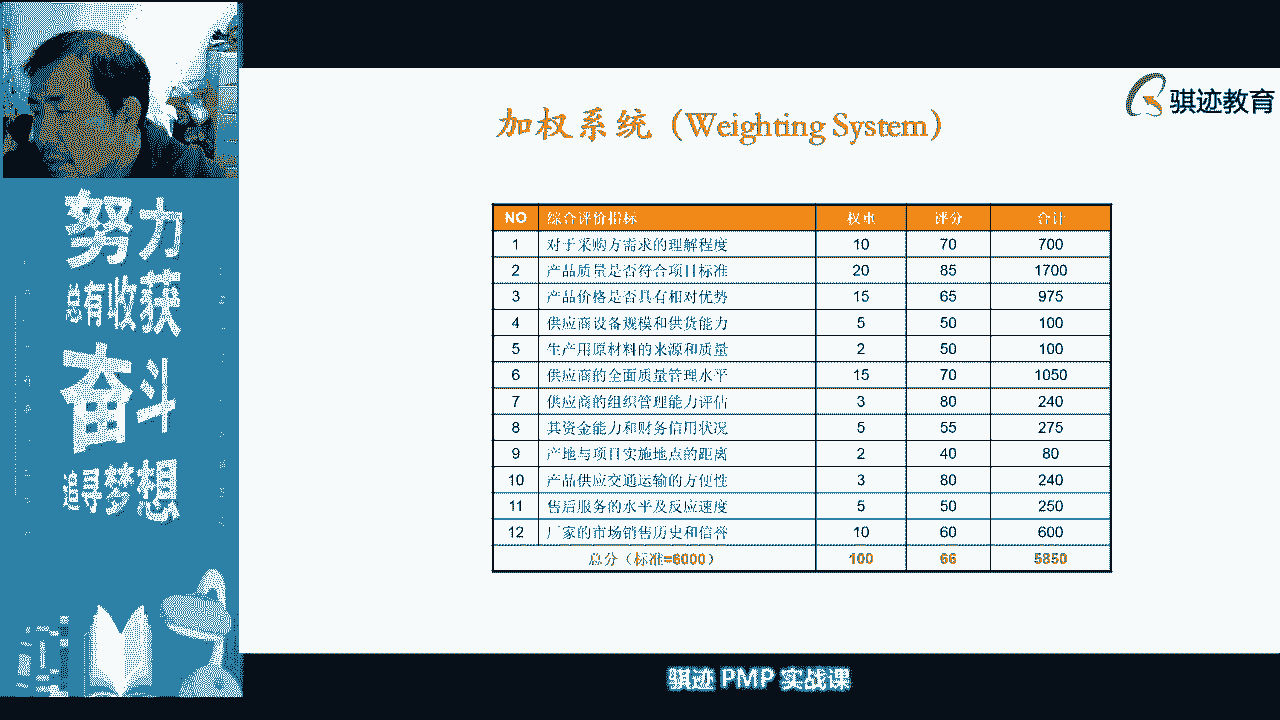 骐迹教育
加权系统（Weighting System）
NO 综合评价指标 权重 评分 合计
1 对于采购方需求的理解程度 10 70 700
2 产品质量是否符合项目标准 20 85 1700
3 产品价格是否具有相对优势 15 65 975
4 供应商设备规模和供货能力 5 50 100
5 生产用原材料的来源和质量 2 50 100
6 供应商的全面质量管理水平 15 70 1050
7 供应商的组织管理能力评估 3 80 240
8 其资金能力和财务信用状况 5 55 275
9 产地与项目实施地点的距离 2 40 80
10 产品供应交通运输的方便性 3 80 240
11 售后服务的水平及反应速度 5 50 250
12 厂家的市场销售历史和信誉 10 60 600
总分（标准=6000） 100 66 5850
努力
总有收获
奋斗
追寻梦想
骐迹 PMP 实战课